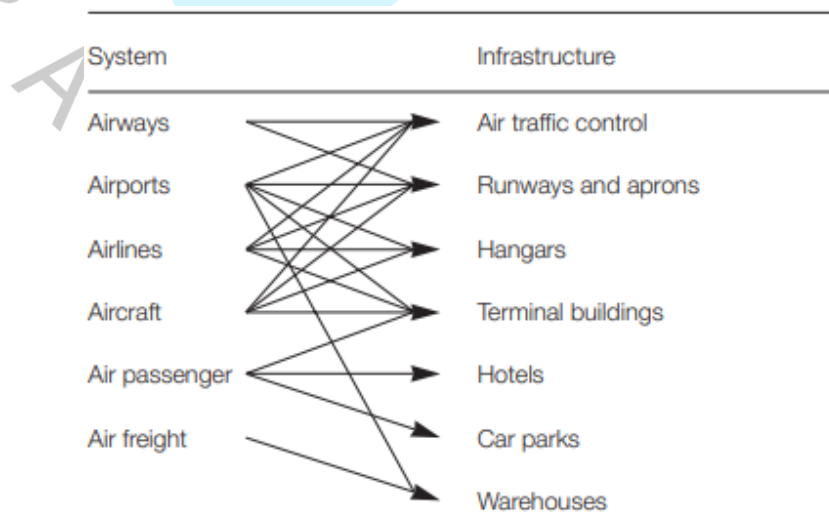 System Infrastructure
Airways Air traffic control
Airports Runways and aprons
Airlines Hangars
Aircraft Terminal buildings
Air passenger Hotels
Air freight Car parks
Warehouses
A